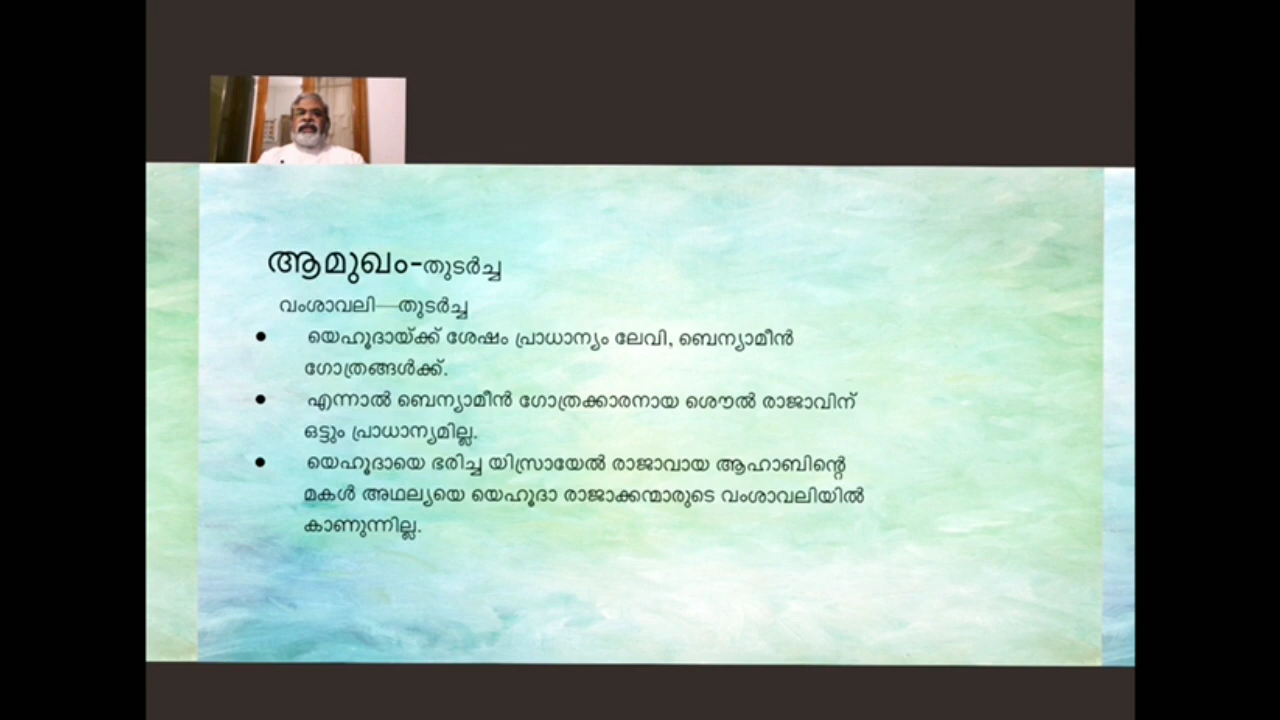 ആമുഖം-തുടർച്ച
വംശാവലി—തുടർച്ച
• യെഹൂദായ്ക്ക് ശേഷം പ്രാധാന്യം ലേവി, ബെന്യാമീൻ
ഗോത്രങ്ങൾക്ക്.
• എന്നാൽ ബെന്യാമീൻ ഗോത്രക്കാരനായ ശൌൽ രാജാവിന്
ഒട്ടും പ്രാധാന്യമില്ല.
• യെഹൂദായെ ഭരിച്ച യിസ്രായേൽ രാജാവായ ആഹാബിന്റെ
മകൾ അഥല്യയെ യെഹൂദാ രാജാക്കന്മാരുടെ വംശാവലിയിൽ
കാണുന്നില്ല.